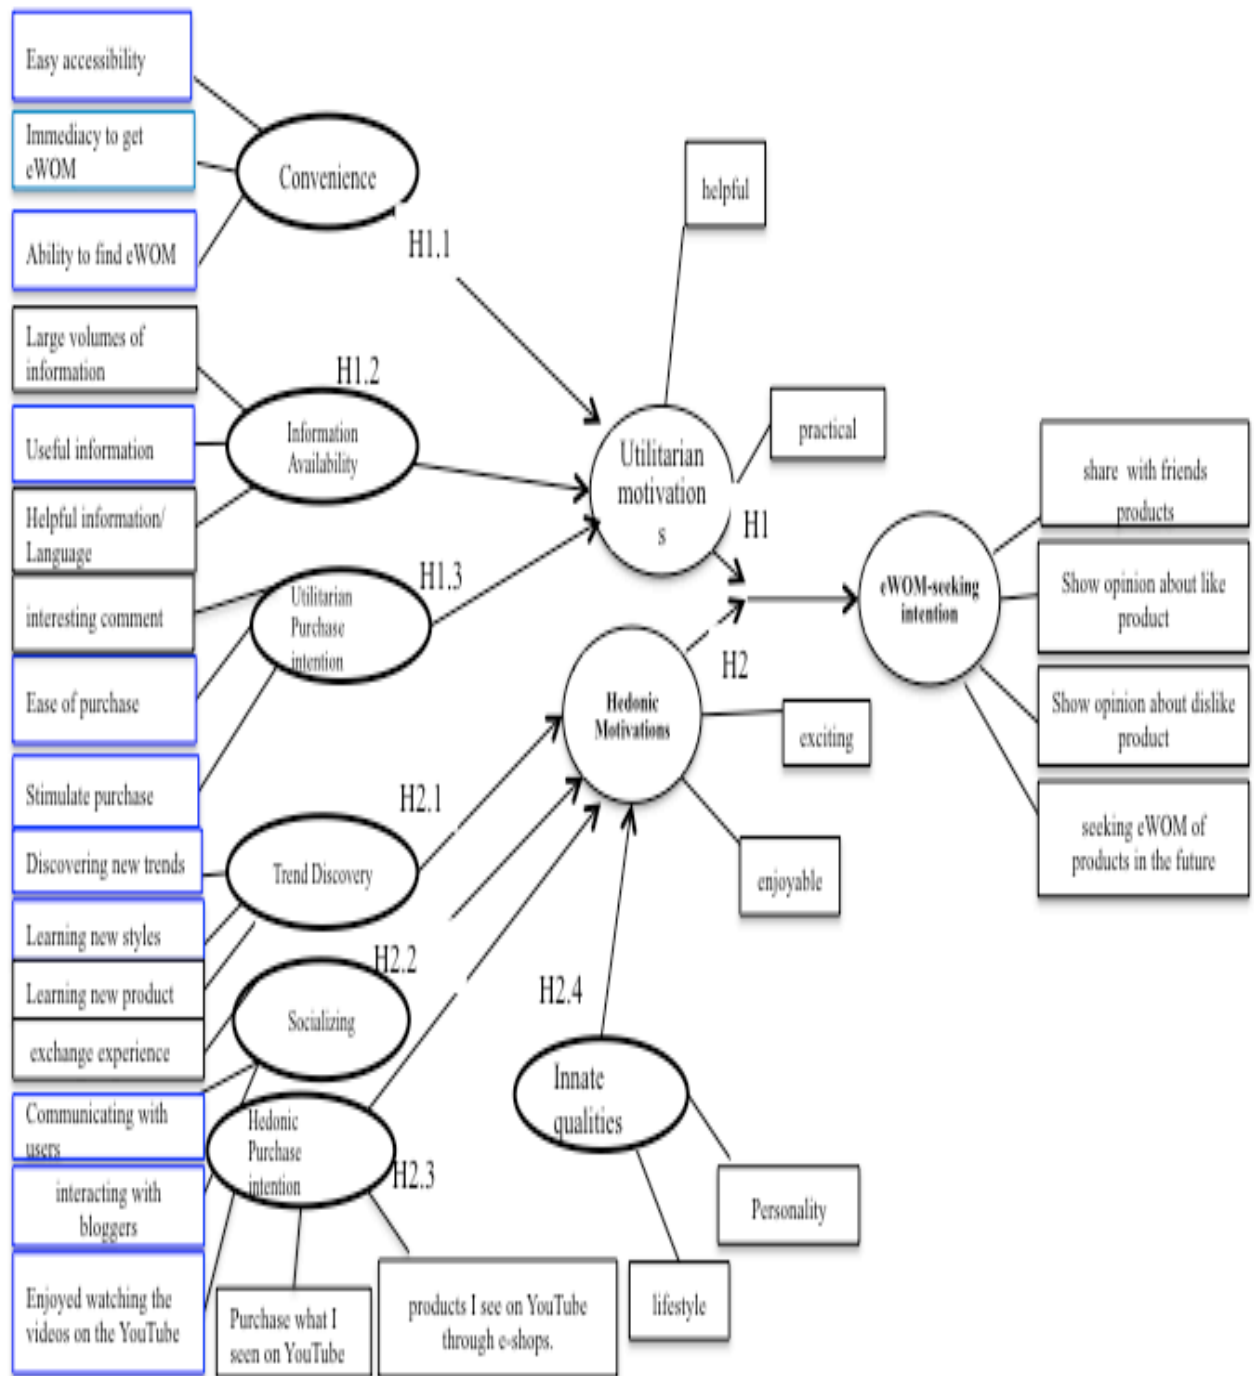 Easy accessibility
Immediacy to get
eWOM
Ability to find eWOM
Large volumes of
information
Useful information
Helpful information/
Language
interesting comment
Ease of purchase
Stimulate purchase
Discovering new trends
Learning new styles
Learning new product
exchange experience
Communicating with
users
interacting with
bloggers
Enjoyed watching the
videos on the YouTube
Convenience
H1.1
H1.2
Information
Availability
H1.3
Utilitarian
Purchase
intention
H2.1
Trend Discovery
H2.2
Socializing
Hedonic
Purchase
intention
H2.3
Purchase what I
seen on YouTube
products I see on YouTube
through e-shops.
H2.4
Innate
qualities
Personality
lifestyle
helpful
practical
Utilitarian
motivation
s
H1
H2
Hedonic
Motivations
exciting
enjoyable
eWOM-seeking
intention
share with friends
products
Show opinion about like
product
Show opinion about dislike
product
seeking eWOM of
products in the future